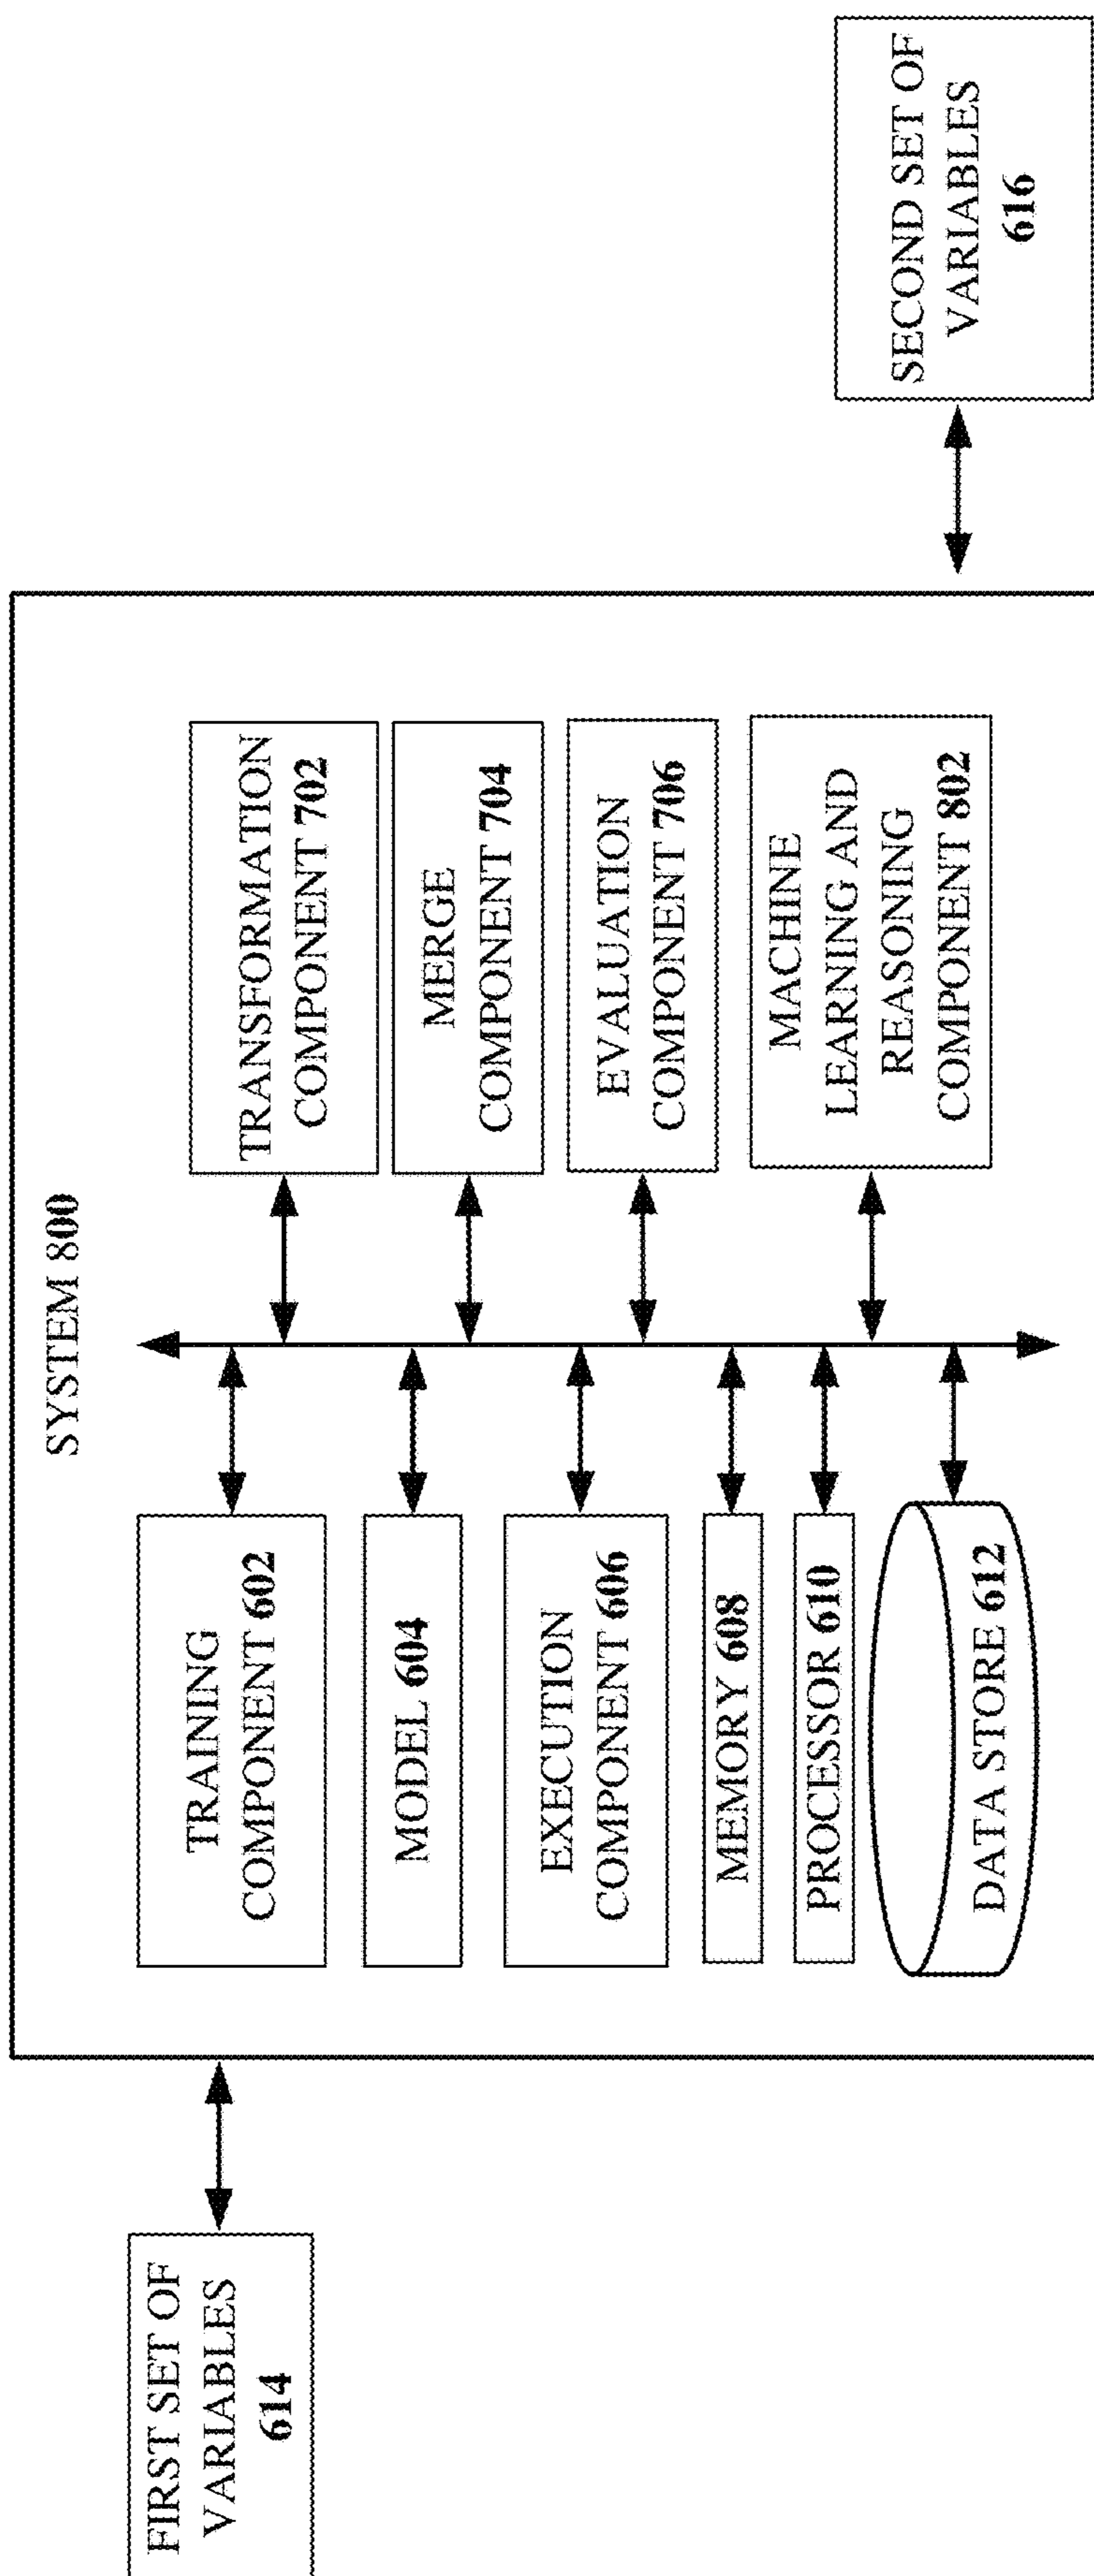 SYSTEM 800
FIRST SET OF
VARIABLES
614
TRAINING
COMPONENT 602
MODEL 604
EXECUTION
COMPONENT 606
MEMORY 608
PROCESSOR 610
DATA STORE 612
TRANSFORMATION
COMPONENT 702
MERGE
COMPONENT 704
EVALUATION
COMPONENT 706
MACHINE
LEARNING AND
REASONING
COMPONENT 802
SECOND SET OF
VARIABLES
616